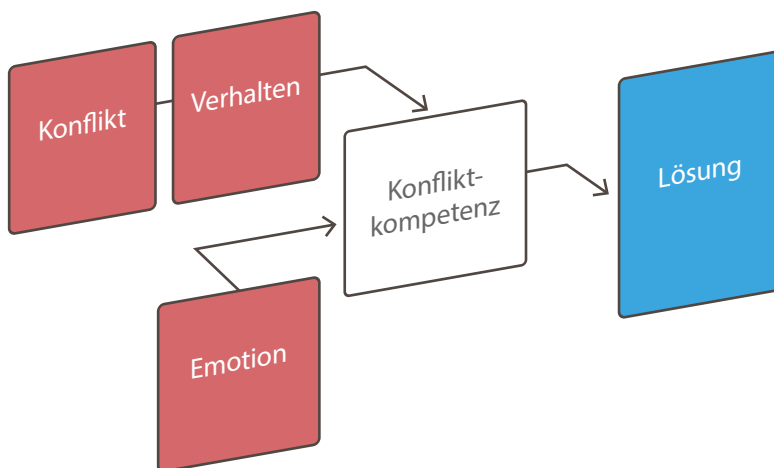 Konflikt
Verhalten
Konflikt-
kompetenz
Lösung
Emotion